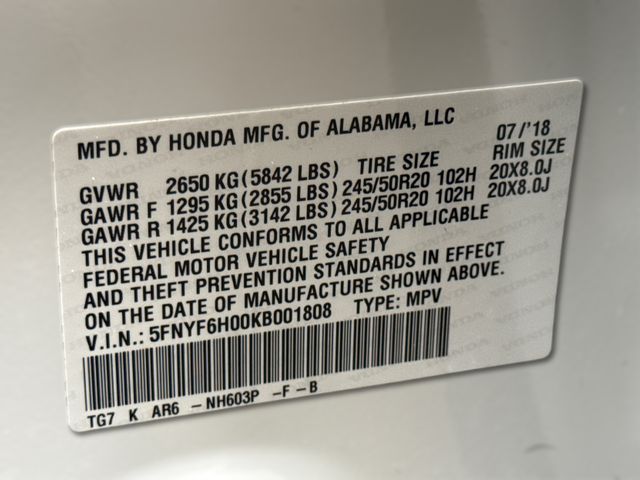 MFD. BY HONDA MFG. OF ALABAMA, LLC 07/'18
GVWR 2650 KG(5842 LBS) TIRE SIZE RIM SIZE
GAWR F 1295 KG(2855 LBS) 245/50R20 102H 20X8.0J
GAWR R 1425 KG(3142 LBS) 245/50R20 102H 20X8.0J
THIS VEHICLE CONFORMS TO ALL APPLICABLE
FEDERAL MOTOR VEHICLE SAFETY
AND THEFT PREVENTION STANDARDS IN EFFECT
ON THE DATE OF MANUFACTURE SHOWN ABOVE.
V.I.N.: 5FNYF6H00KB001808 TYPE: MPV
TG7 K AR6 -NH603P -F-B